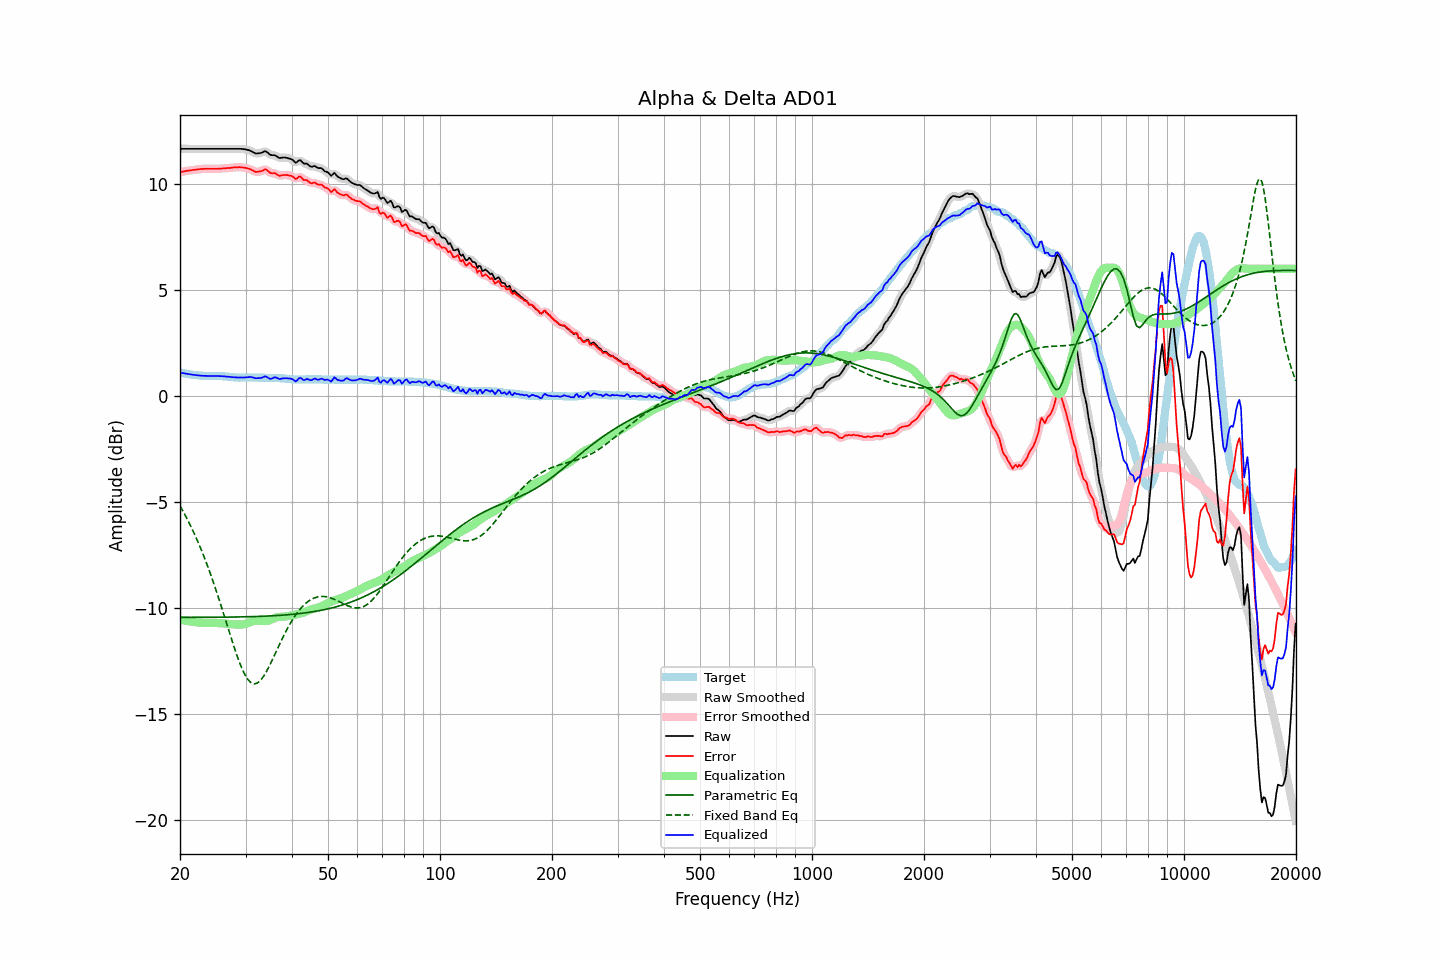 Alpha & Delta AD01
Amplitude (dBr)
10
5
0
−5
−10
−15
−20
Target
Raw Smoothed
Error Smoothed
Raw
Error
Equalization
Parametric Eq
Fixed Band Eq
Equalized
20 50 100 200 500 1000 2000 5000 10000 20000
Frequency (Hz)